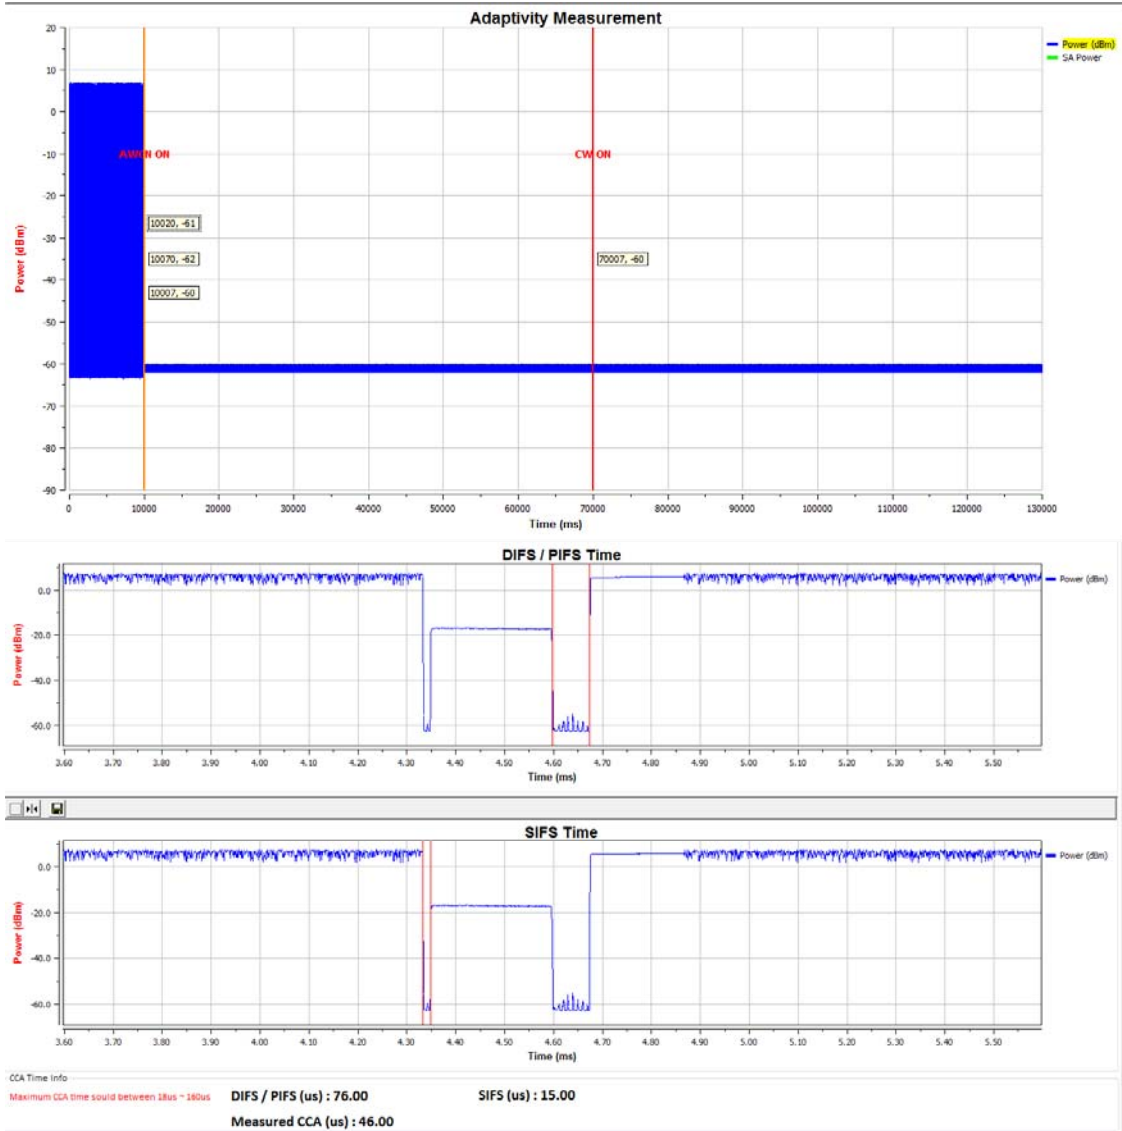 Adaptivity Measurement
Power (dBm)
SA Power
20
10
0
-10
-20
-30
-40
-50
-60
-70
-80
-90
Power (dBm)
AWGN ON
CW ON
10020, -61
10070, -62
70007, -60
10007, -60
0 10000 20000 30000 40000 50000 60000 70000 80000 90000 100000 110000 120000 130000
Time (ms)
DIFS / PIFS Time
Power (dBm)
0.0
-20.0
-40.0
-60.0
Power (dBm)
3.60 3.70 3.80 3.90 4.00 4.10 4.20 4.30 4.40 4.50 4.60 4.70 4.80 4.90 5.00 5.10 5.20 5.30 5.40 5.50
Time (ms)
SIFS Time
Power (dBm)
0.0
-20.0
-40.0
-60.0
Power (dBm)
3.60 3.70 3.80 3.90 4.00 4.10 4.20 4.30 4.40 4.50 4.60 4.70 4.80 4.90 5.00 5.10 5.20 5.30 5.40 5.50
Time (ms)
CCA Time Info
Maximum CCA time sould between 18us ~ 160us
DIFS / PIFS (us) : 76.00 SIFS (us) : 15.00
Measured CCA (us) : 46.00